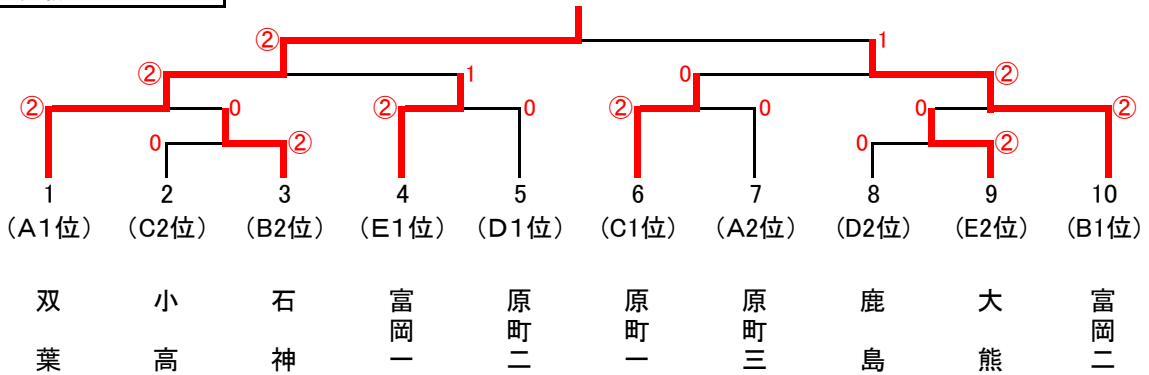 ② 1
② 1 0 ②
② 0 ② 0 ② 0 0 ②
0 ② 0 ②
1 2 3 4 5 6 7 8 9 10
(A1位) (C2位) (B2位) (E1位) (D1位) (C1位) (A2位) (D2位) (E2位) (B1位)
双葉
小高
石神
富岡一
原町二
原町一
原町三
鹿島
大熊
富岡二